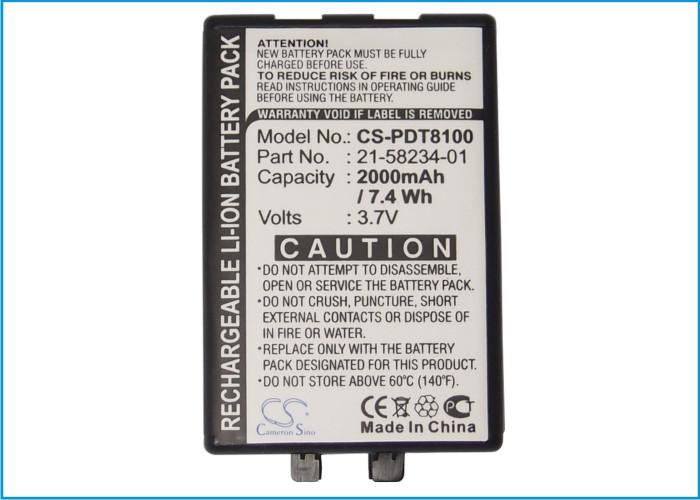 RECHARGEABLE LI-ION BATTERY PACK
ATTENTION:
NEW BATTERY PACK MUST BE FULLY
CHARGED BEFORE OPERATING.
TO REDUCE RISK OF FIRE OR BURNS
READ INSTRUCTIONS IN OPERATING GUIDE
BEFORE USE.
WARRANTY VOID IF LABEL IS REMOVED
Model No.: CS-PDT8100
Part No. : 21-58234-01
Capacity : 2000mAh
/ 7.4 Wh
Volts : 3.7V
CAUTION
•DO NOT ATTEMPT TO DISASSEMBLE,
OPEN OR SERVICE BATTERY PACK.
•DO NOT CRUSH, PUNCTURE, SHORT
EXTERNAL CONTACTS OR DISPOSE OF
IN FIRE OR WATER.
•REPLACE ONLY WITH THE BATTERY
PACK DESIGNED FOR THIS PRODUCT.
•DO NOT STORE ABOVE 60°C (140°F)
CS
Cameron Sino
CE PC
Made In China